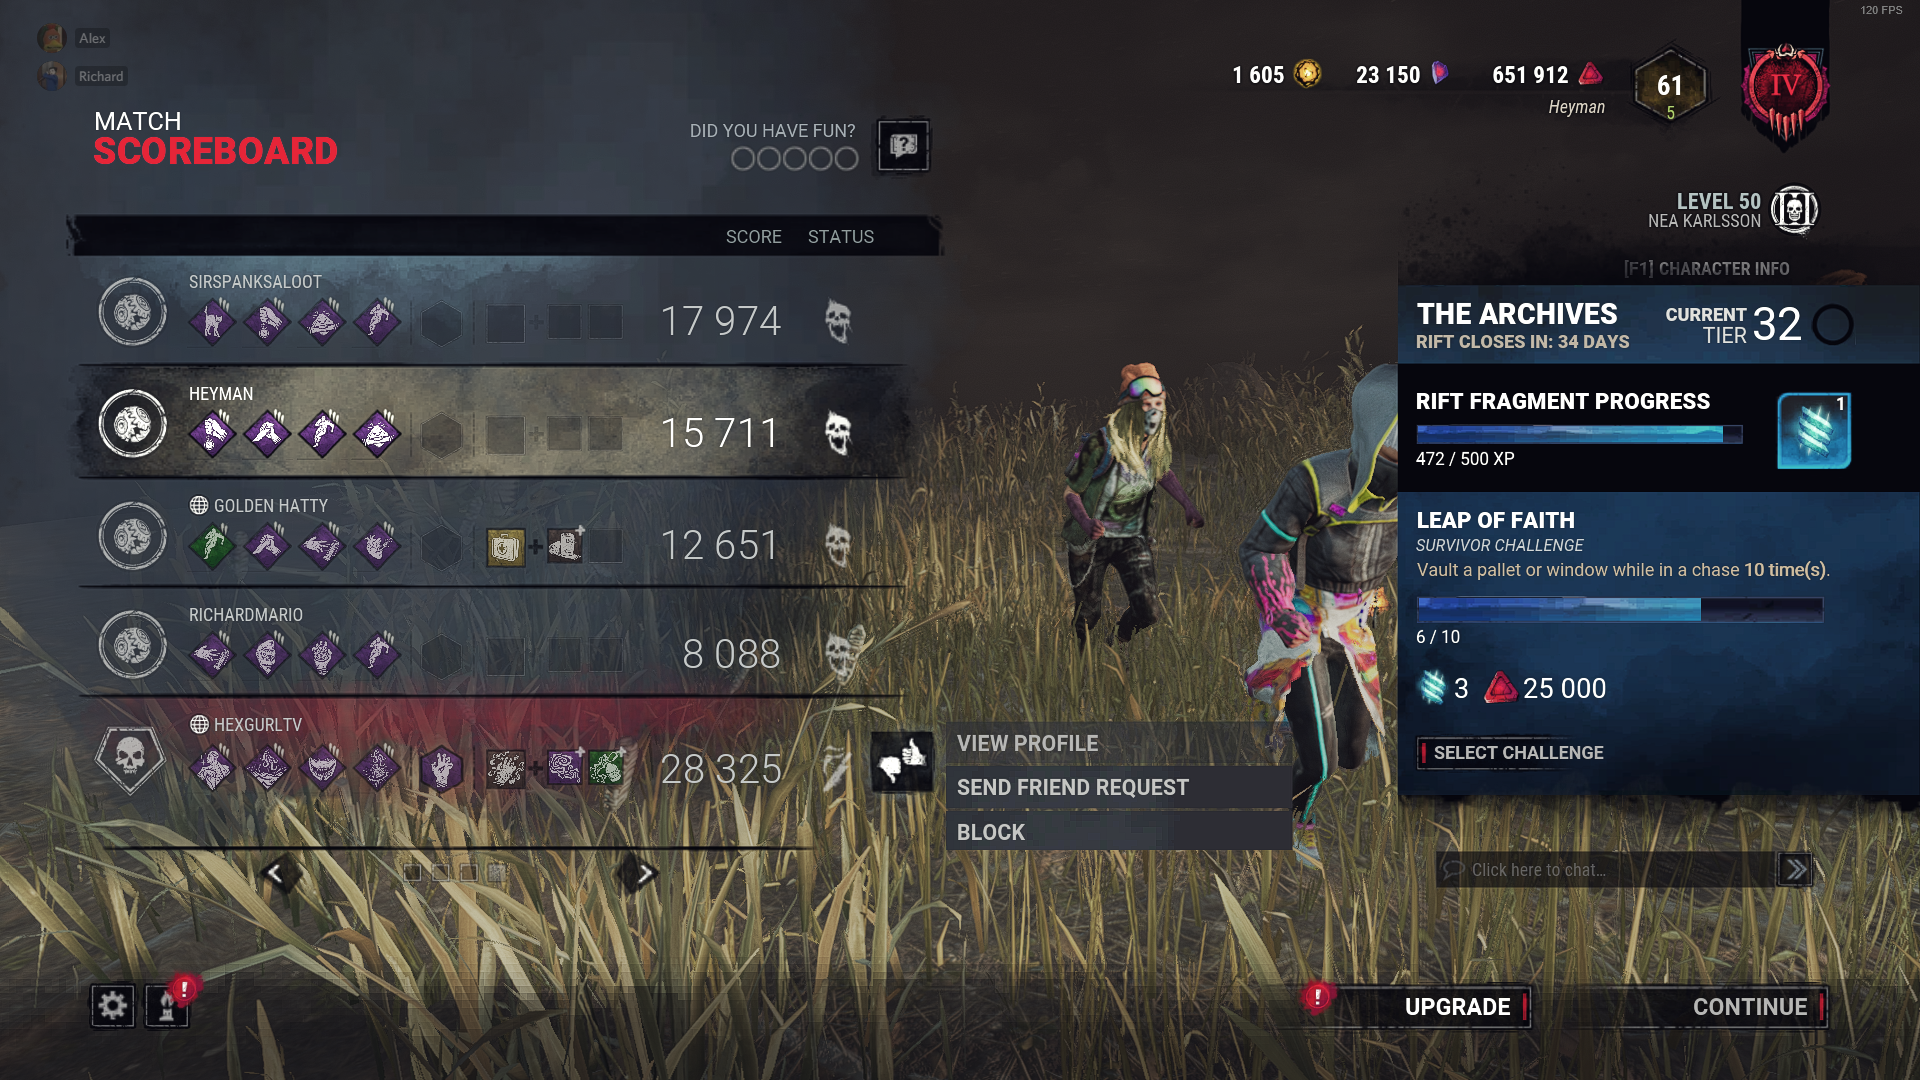 120 FPS
Alex
Richard
1 605
23 150
651 912
Heyman
61
5
IV
MATCH
SCOREBOARD
DID YOU HAVE FUN?
LEVEL 50
NEA KARLSSON
[F1] CHARACTER INFO
SCORE STATUS
SIRSPANKSALOOT
17 974
HEYMAN
15 711
GOLDEN HATTY
12 651
RICHARDMARIO
8 088
HEXGURLTV
28 325
VIEW PROFILE
SEND FRIEND REQUEST
BLOCK
THE ARCHIVES
RIFT CLOSES IN: 34 DAYS
CURRENT
TIER 32
RIFT FRAGMENT PROGRESS
1
472 / 500 XP
LEAP OF FAITH
SURVIVOR CHALLENGE
Vault a pallet or window while in a chase 10 time(s).
6 / 10
3 25 000
SELECT CHALLENGE
Click here to chat...
UPGRADE
CONTINUE